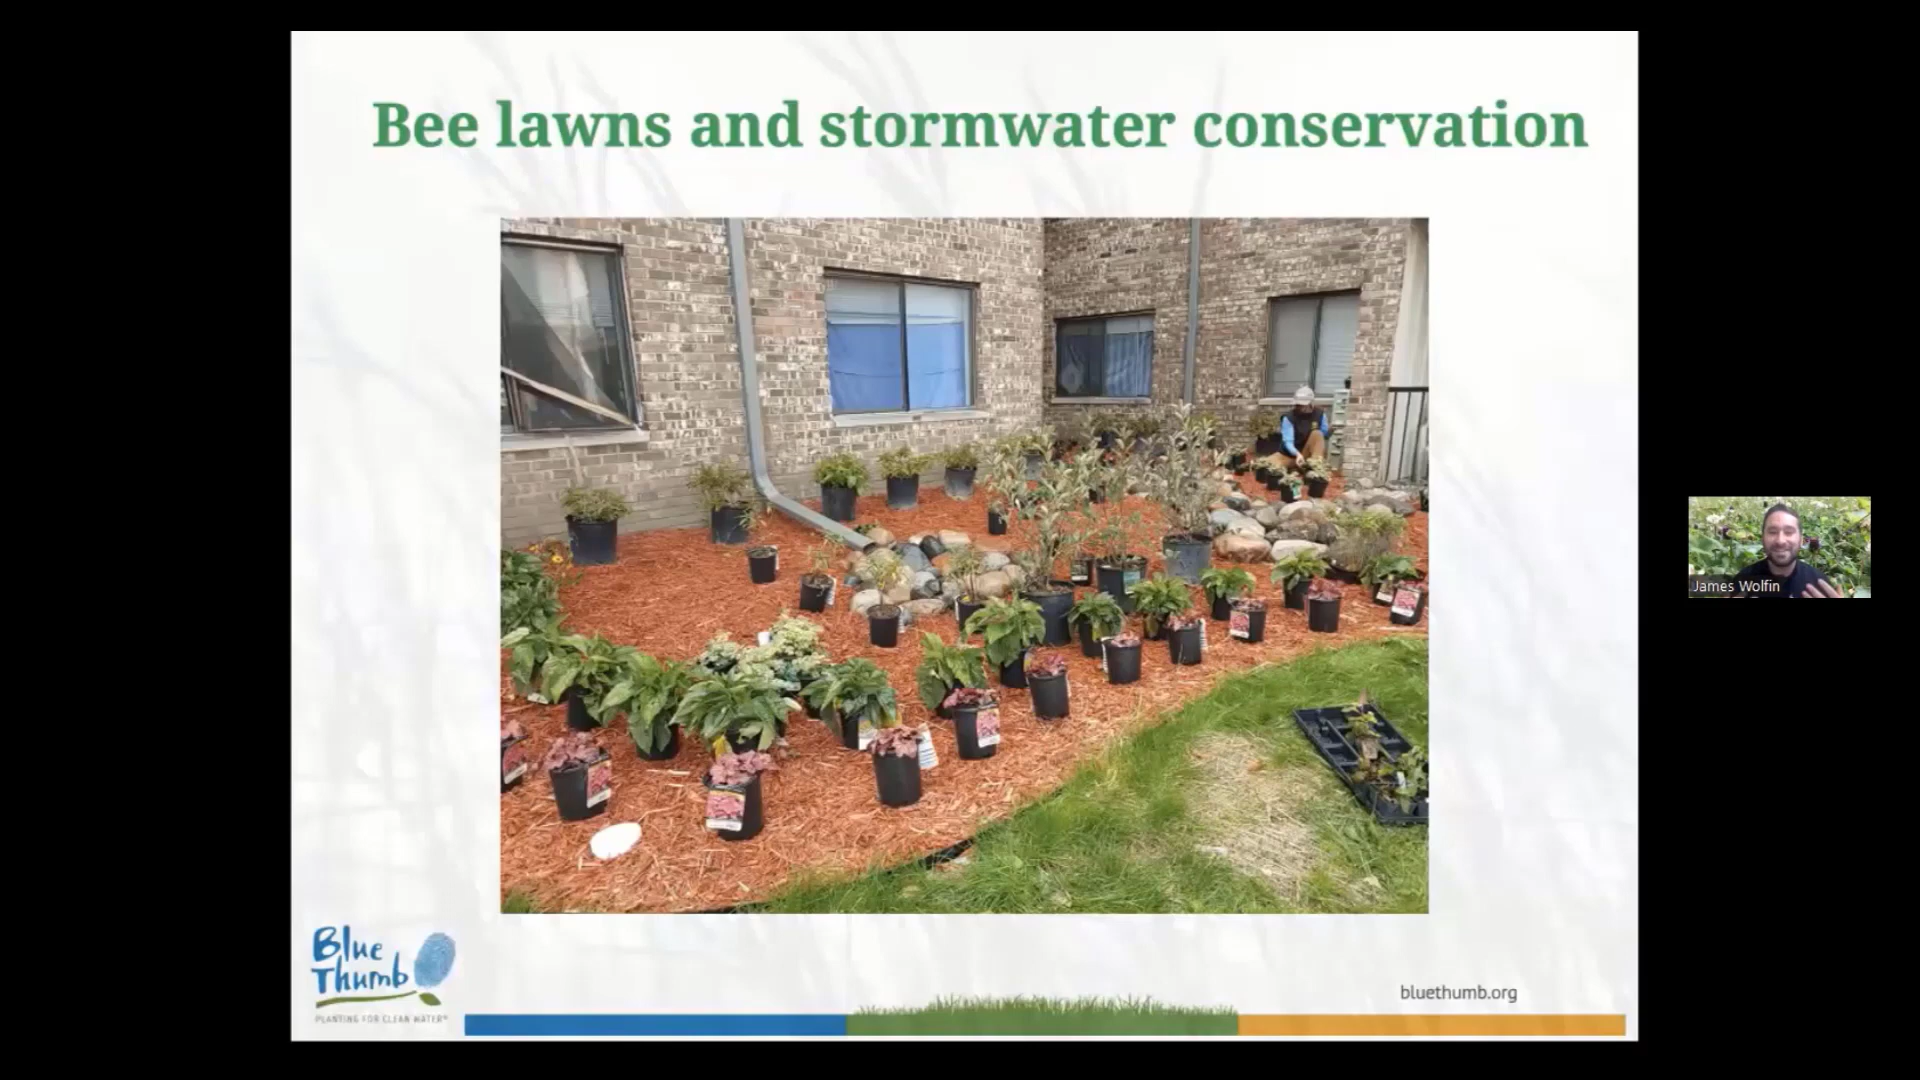 Bee lawns and stormwater conservation
James Wolfin
Blue
Thumb
PLANTING FOR CLEAN WATER
bluethumb.org